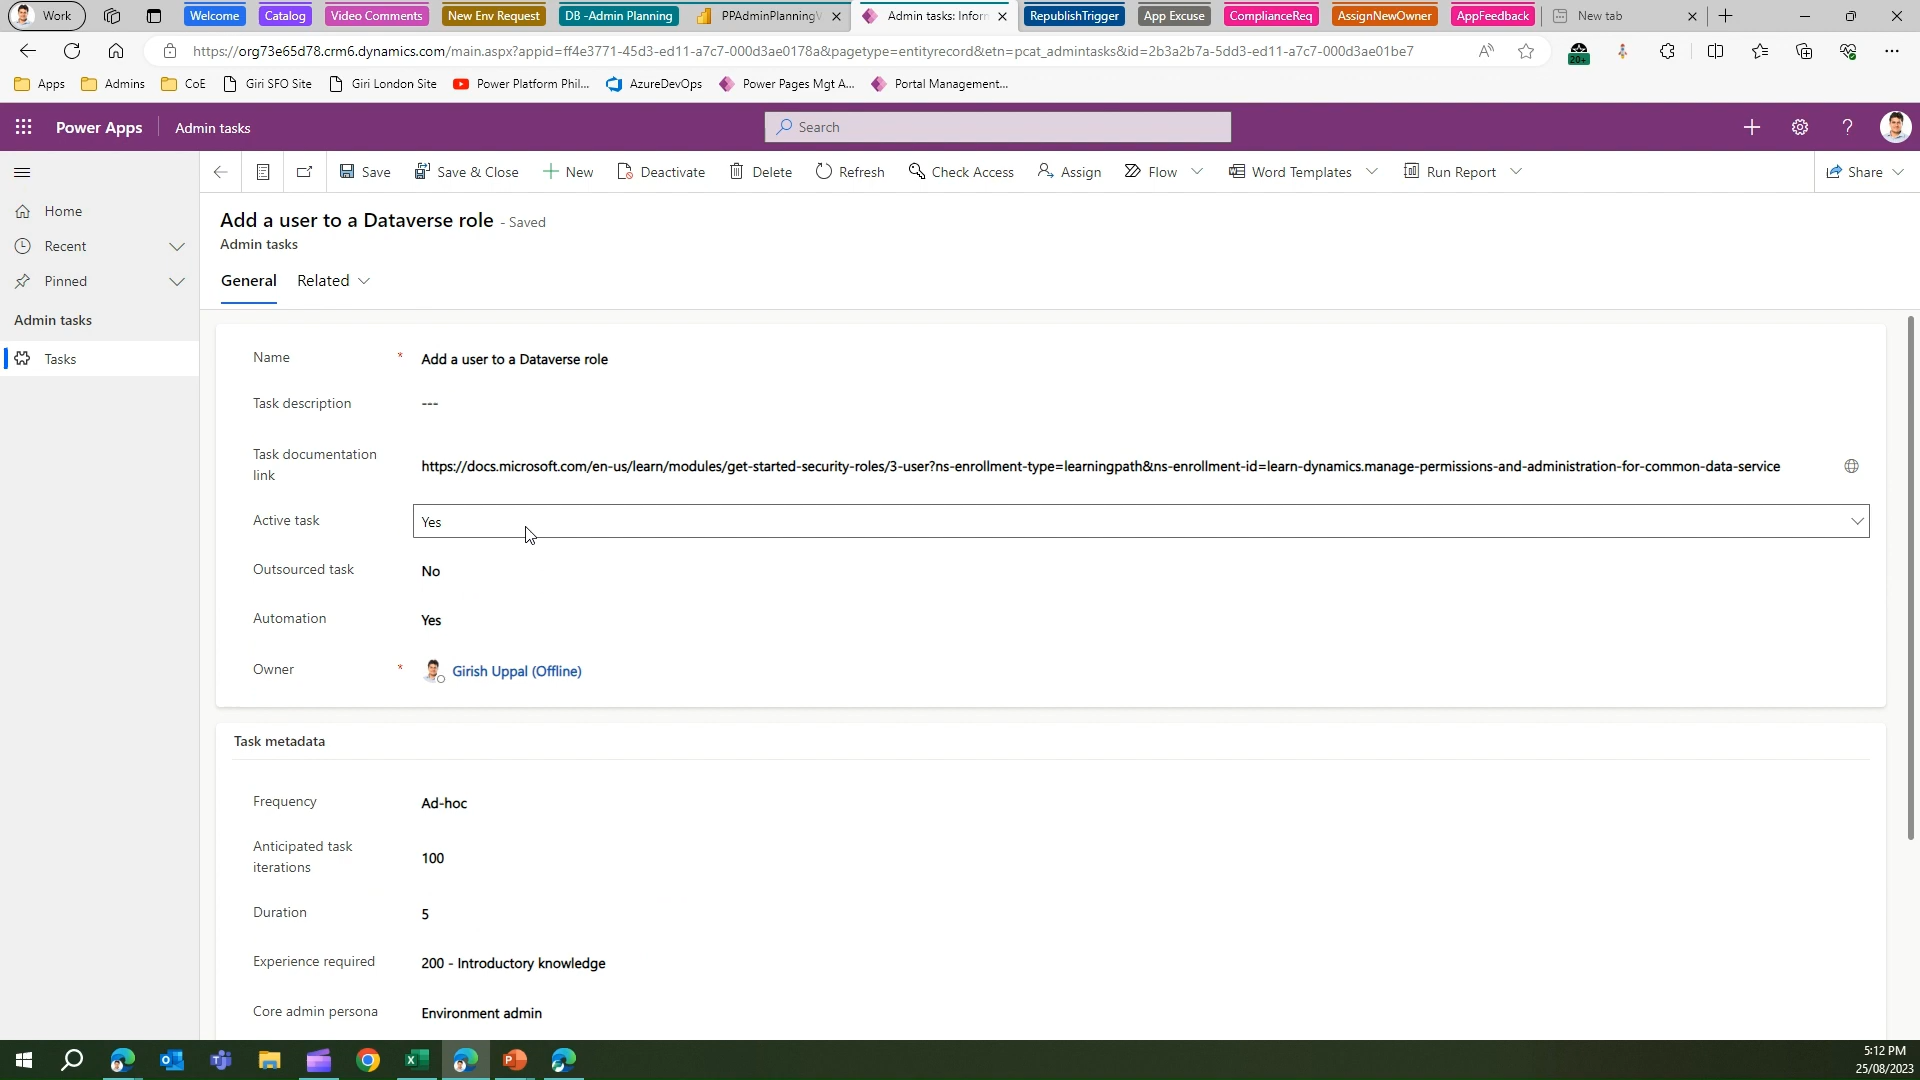 Work
Welcome
Catalog
Video Comments
New Env Request
DB -Admin Planning
PPAdminPlanningV
Admin tasks: Inform
RepublishTrigger
App Excuse
ComplianceReq
AssignNewOwner
AppFeedback
New tab
https://org73e65d78.crm6.dynamics.com/main.aspx?appid=ff4e3771-45d3-ed11-a7c7-000d3ae0178a&pagetype=entityrecord&etn=pcat_admintasks&id=2b3a2b7a-5dd3-ed11-a7c7-000d3ae01be7
20+
Apps
Admins
CoE
Giri SFO Site
Giri London Site
Power Platform Phil...
AzureDevOps
Power Pages Mgt A...
Portal Management...
Power Apps
Admin tasks
Search
Save
Save & Close
New
Deactivate
Delete
Refresh
Check Access
Assign
Flow
Word Templates
Run Report
Share
Home
Recent
Pinned
Admin tasks
Tasks
Add a user to a Dataverse role - Saved
Admin tasks
General
Related
Name * Add a user to a Dataverse role
Task description ---
Task documentation
link
https://docs.microsoft.com/en-us/learn/modules/get-started-security-roles/3-user?ns-enrollment-type=learningpath&ns-enrollment-id=learn-dynamics.manage-permissions-and-administration-for-common-data-service
Active task Yes
Outsourced task No
Automation Yes
Owner * Girish Uppal (Offline)
Task metadata
Frequency Ad-hoc
Anticipated task
iterations
100
Duration 5
Experience required 200 - Introductory knowledge
Core admin persona Environment admin
5:12 PM
25/08/2023